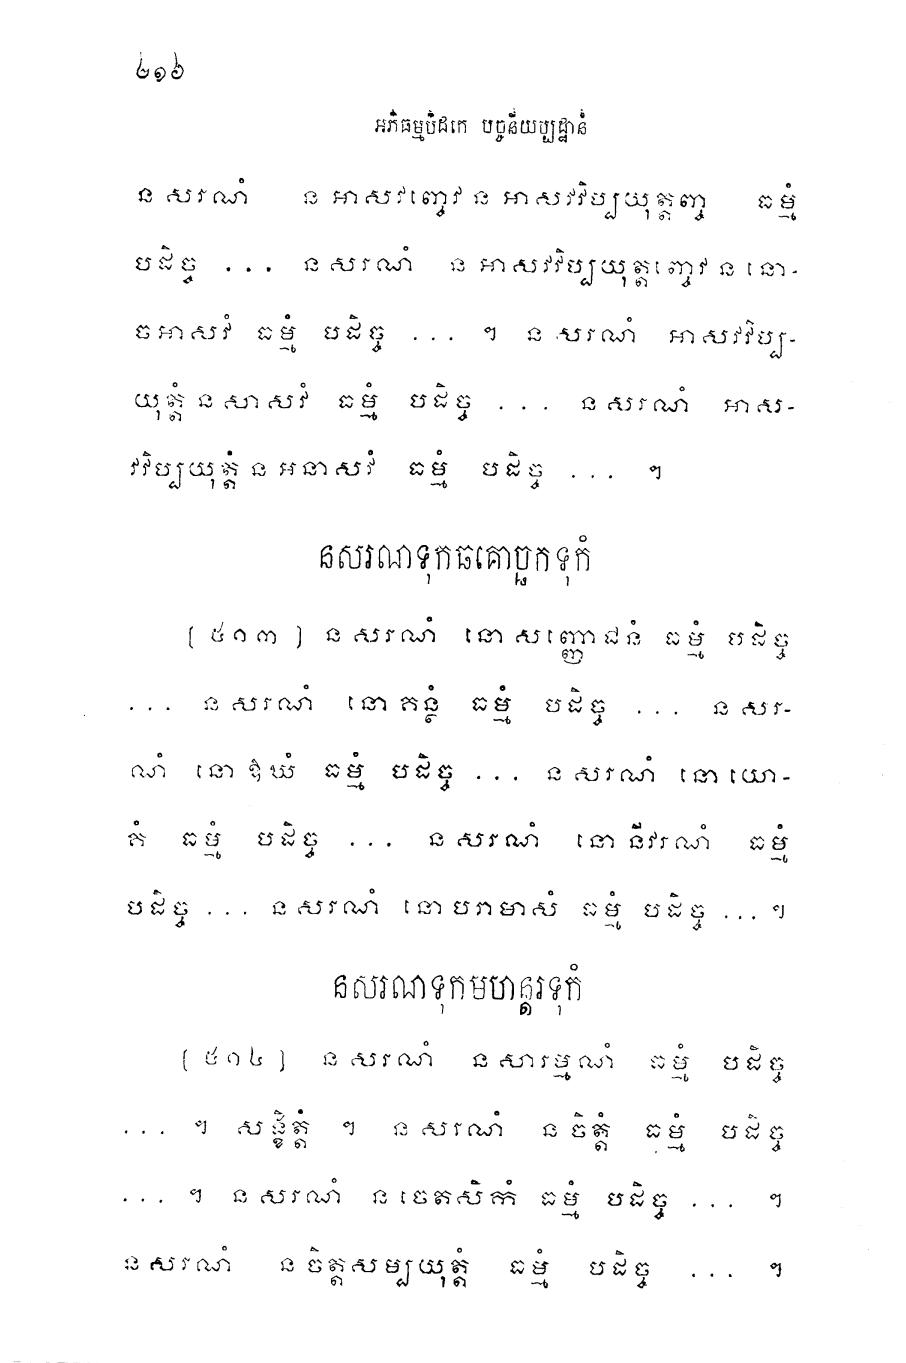 ២១៦
អភិធម្មបិដកេ បច្ចនីយប្បដ្ឋានំ
ន សរណំ ន អាសវញ្ចេវ ន អាសវវិប្បយុត្តញ្ច ធម្មំ
បដិច្ច ... ន សរណំ ន អាសវវិប្បយុត្តញ្ចេវ ន នោ-
ចអាសវំ ធម្មំ បដិច្ច ... ។ ន សរណំ អាសវវិប្ប-
យុត្តំ ន សាសវំ ធម្មំ បដិច្ច ... ន សរណំ អាស-
វវិប្បយុត្តំ ន អនាសវំ ធម្មំ បដិច្ច ... ។
នសរណទុកធគោច្ឆកទុកំ
[ ៥១៣ ] ន សរណំ នោ សញ្ញោជនំ ធម្មំ បដិច្ច
... ន សរណំ នោ គន្ថំ ធម្មំ បដិច្ច ... ន សរ-
ណំ នោ ឱឃំ ធម្មំ បដិច្ច ... ន សរណំ នោ យោ-
គំ ធម្មំ បដិច្ច ... ន សរណំ នោ នីវរណំ ធម្មំ
បដិច្ច ... ន សរណំ នោ បរាមាសំ ធម្មំ បដិច្ច ... ។
នសរណទុកមហន្តរទុកំ
[ ៥១៤ ] ន សរណំ ន សារម្មណំ ធម្មំ បដិច្ច
... ។ សង្ខិត្តំ ។ ន សរណំ ន ចិត្តំ ធម្មំ បដិច្ច
... ។ ន សរណំ ន ចេតសិកំ ធម្មំ បដិច្ច ... ។
ន សរណំ ន ចិត្តសម្បយុត្តំ ធម្មំ បដិច្ច ... ។